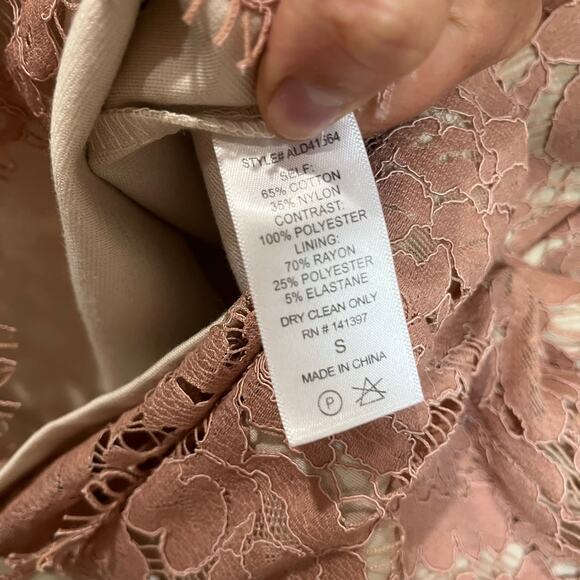 STYLE# ALD41564
SELF:
65% COTTON
35% NYLON
CONTRAST:
100% POLYESTER
LINING:
70% RAYON
25% POLYESTER
5% ELASTANE
DRY CLEAN ONLY
RN # 141397
S
MADE IN CHINA
P